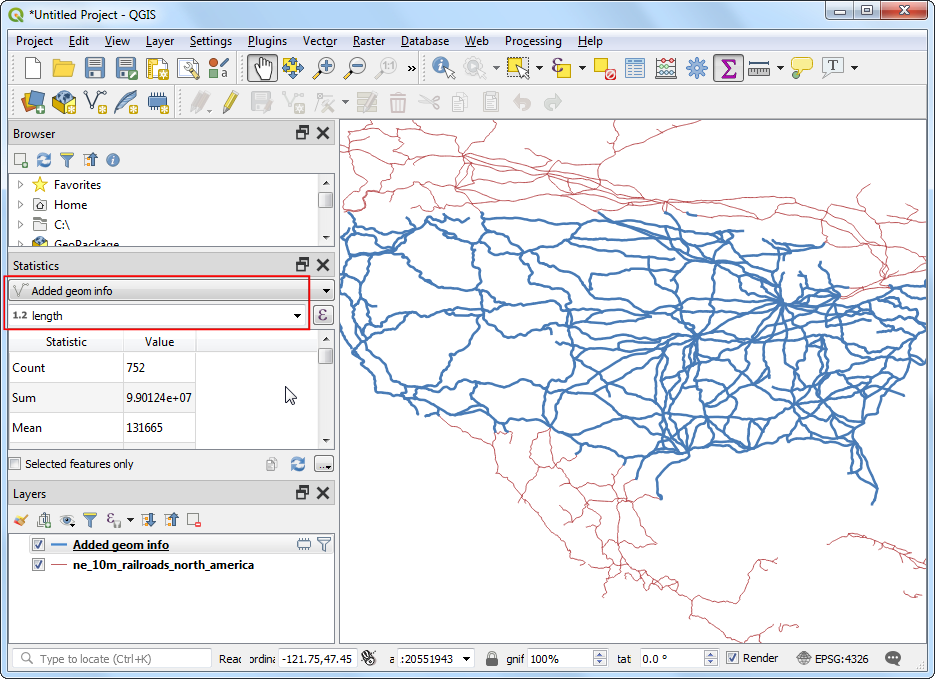 *Untitled Project - QGIS
Project Edit View Layer Settings Plugins Vector Raster Database Web Processing Help
1:1 »
T
Browser
Favorites
Home
C:\
GeoPackage
Statistics
Added geom info
1.2 length ε
Statistic Value
Count 752
Sum 9.90124e+07
Mean 131665
Selected features only ...
Layers
Added geom info
ne_10m_railroads_north_america
Type to locate (Ctrl+K) Reac ordina -121.75,47.45 a :20551943 gnif 100% tat 0.0 ° Render EPSG:4326